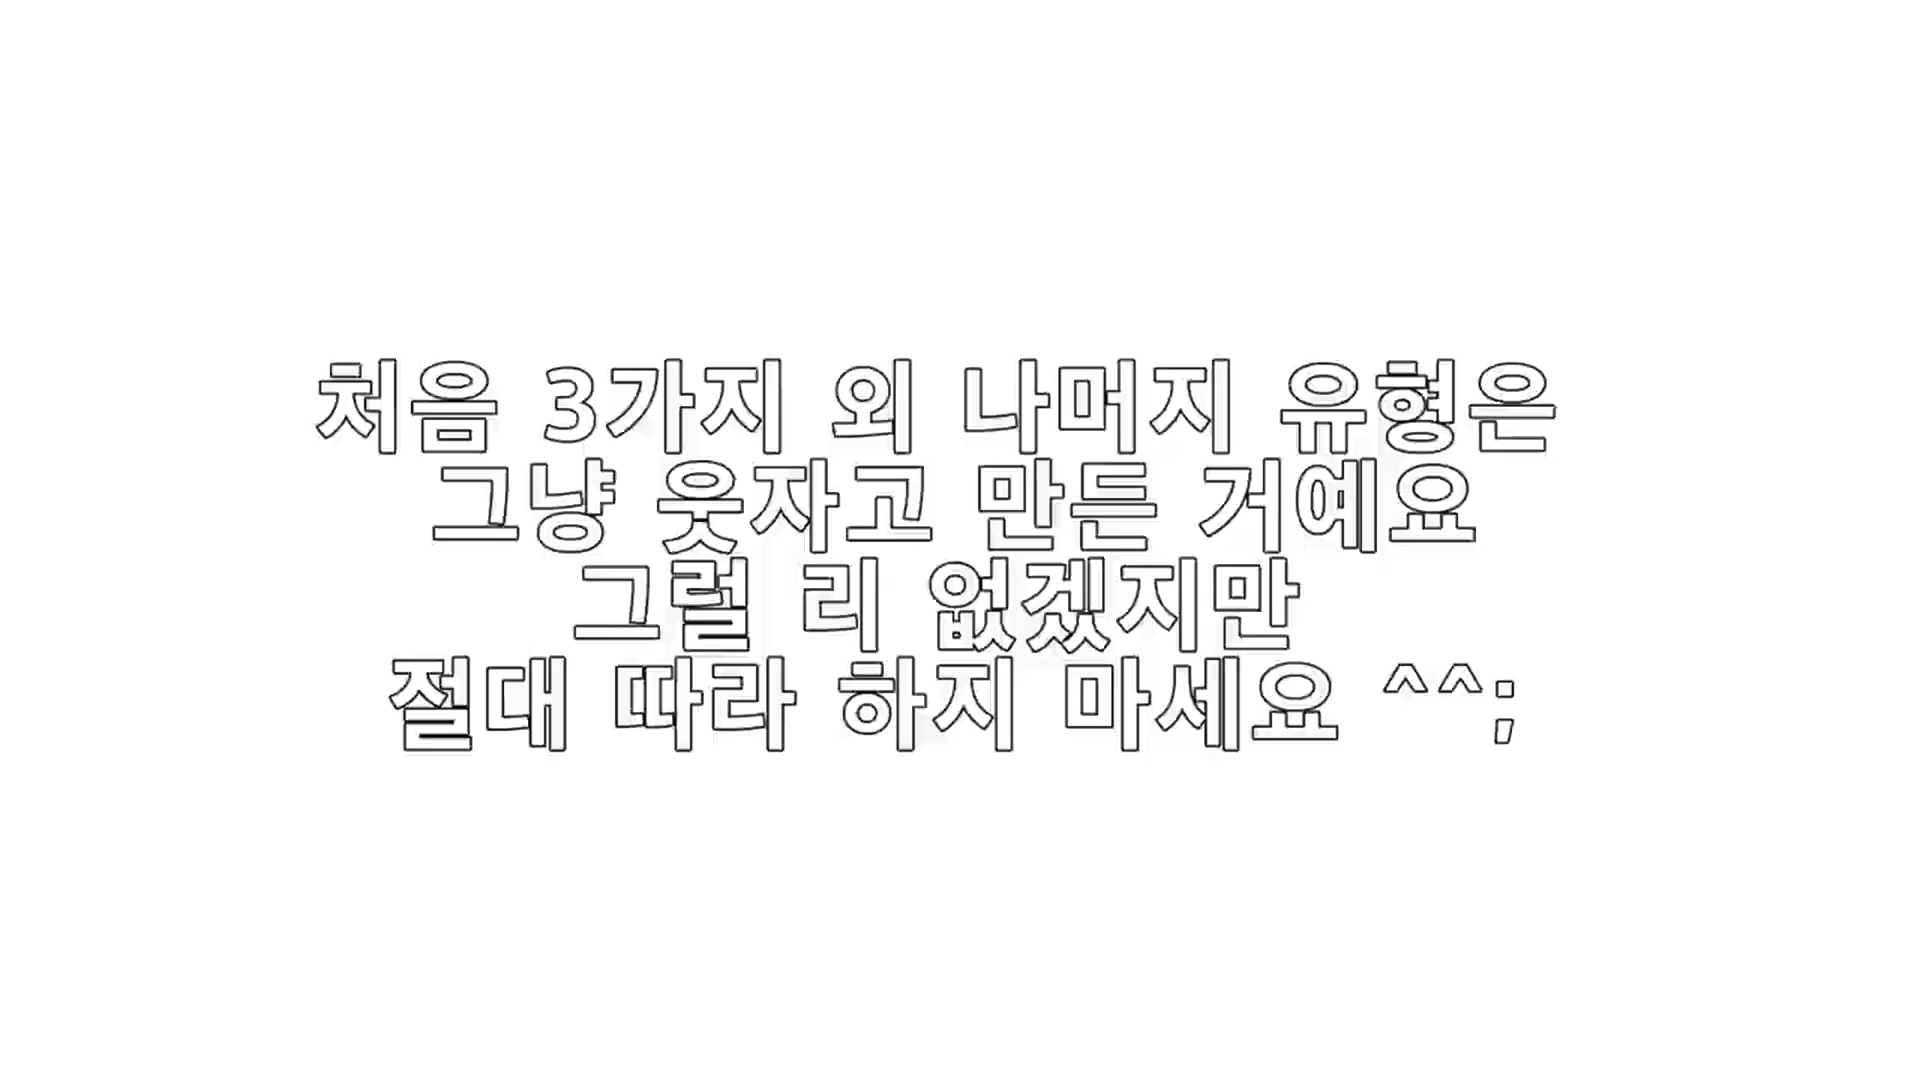 처음 3가지 외 나머지 유형은
그냥 웃자고 만든 거예요
그럴 리 없겠지만
절대 따라 하지 마세요 ^^;